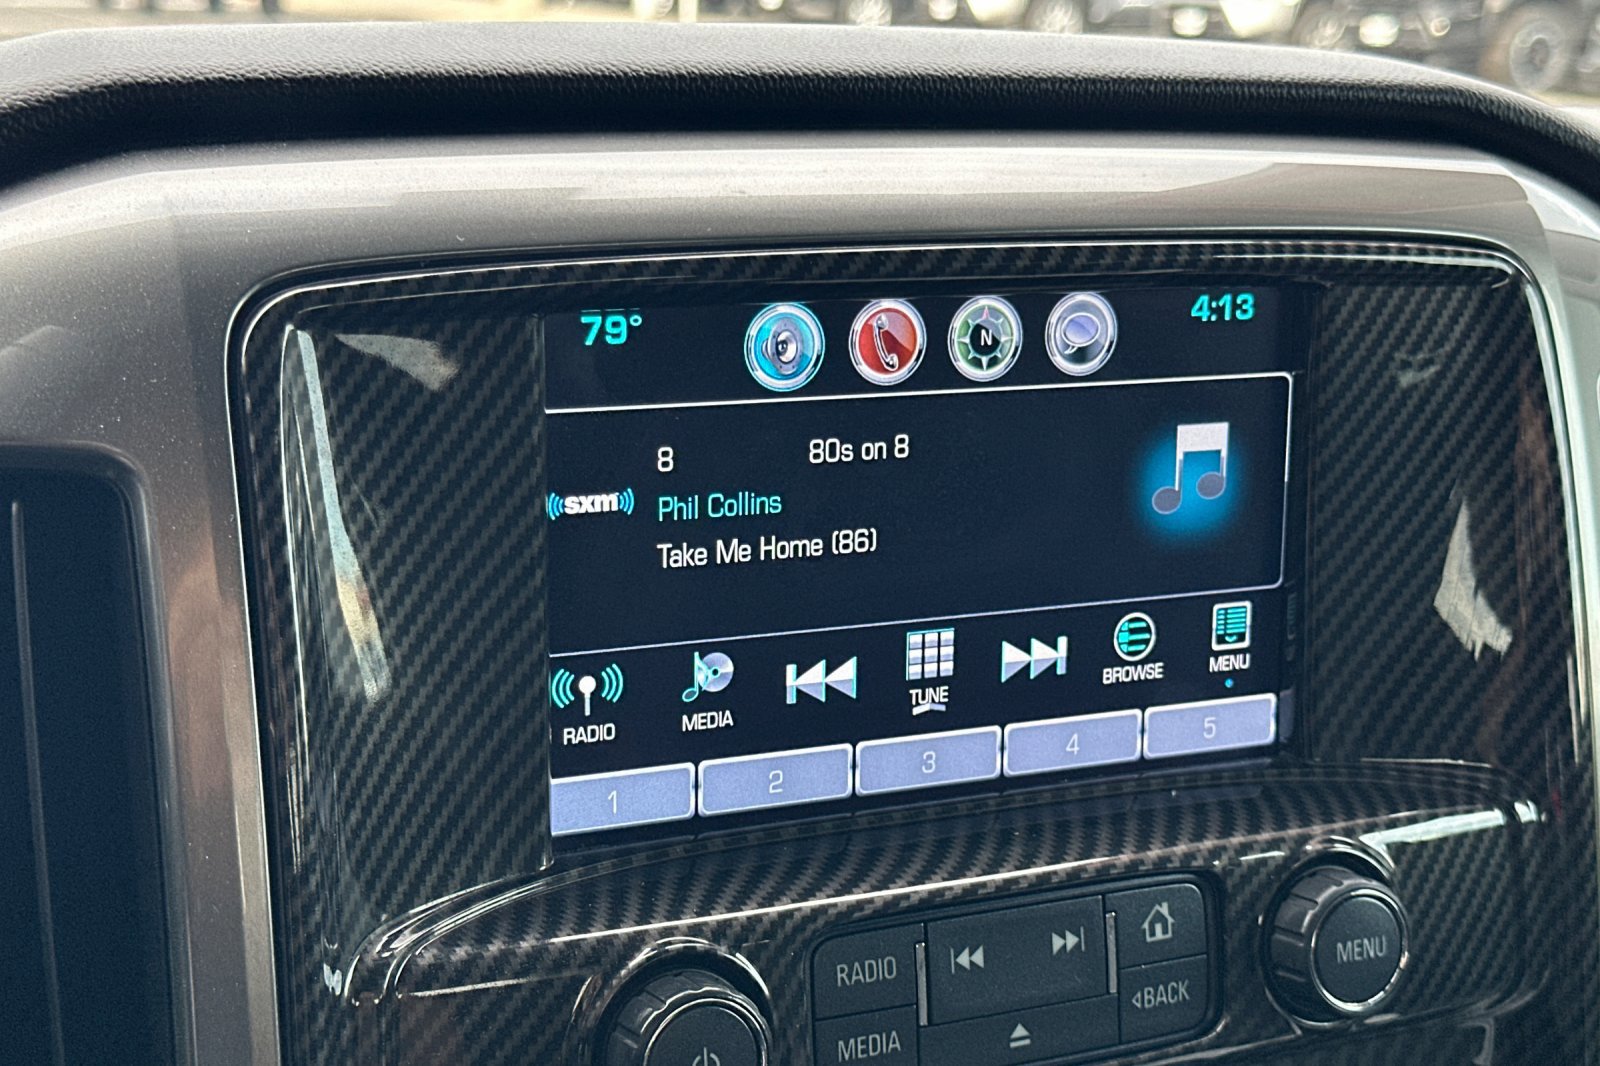 79° N 4:13
8 80s on 8
sxm
Phil Collins
Take Me Home (86)
RADIO MEDIA TUNE BROWSE MENU
1 2 3 4 5
RADIO
MEDIA
BACK
MENU